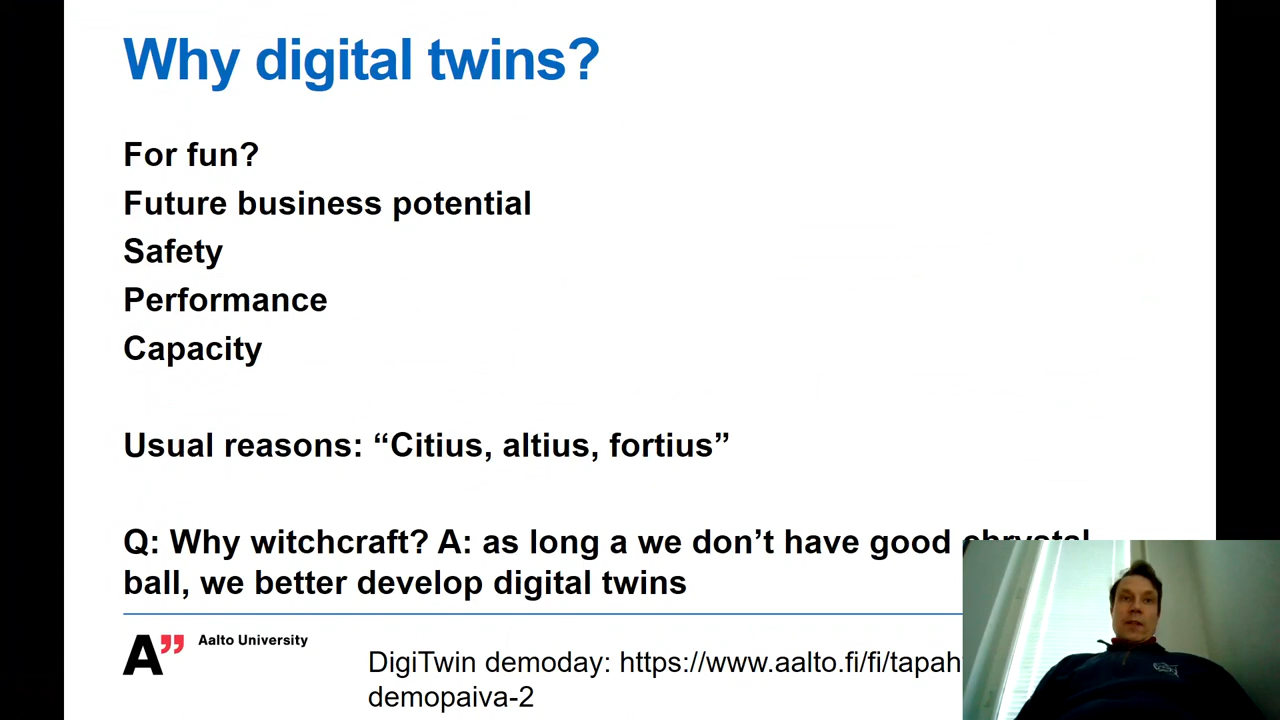 Why digital twins?
For fun?
Future business potential
Safety
Performance
Capacity
Usual reasons: “Citius, altius, fortius”
Q: Why witchcraft? A: as long a we don’t have good chrystal
ball, we better develop digital twins
A”
Aalto University
DigiTwin demoday: https://www.aalto.fi/fi/tapah
demopaiva-2